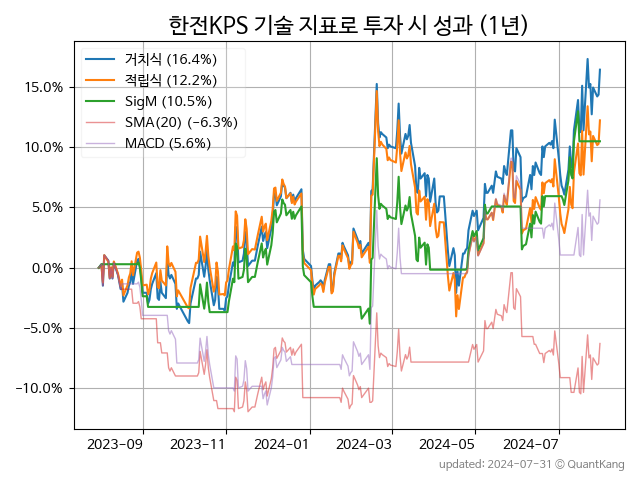 한전KPS 기술 지표로 투자 시 성과 (1년)
거치식 (16.4%)
적립식 (12.2%)
SigM (10.5%)
SMA(20) (−6.3%)
MACD (5.6%)
15.0%
10.0%
5.0%
0.0%
−5.0%
−10.0%
2023−09 2023−11 2024−01 2024−03 2024−05 2024−07
updated: 2024-07-31 © QuantKang